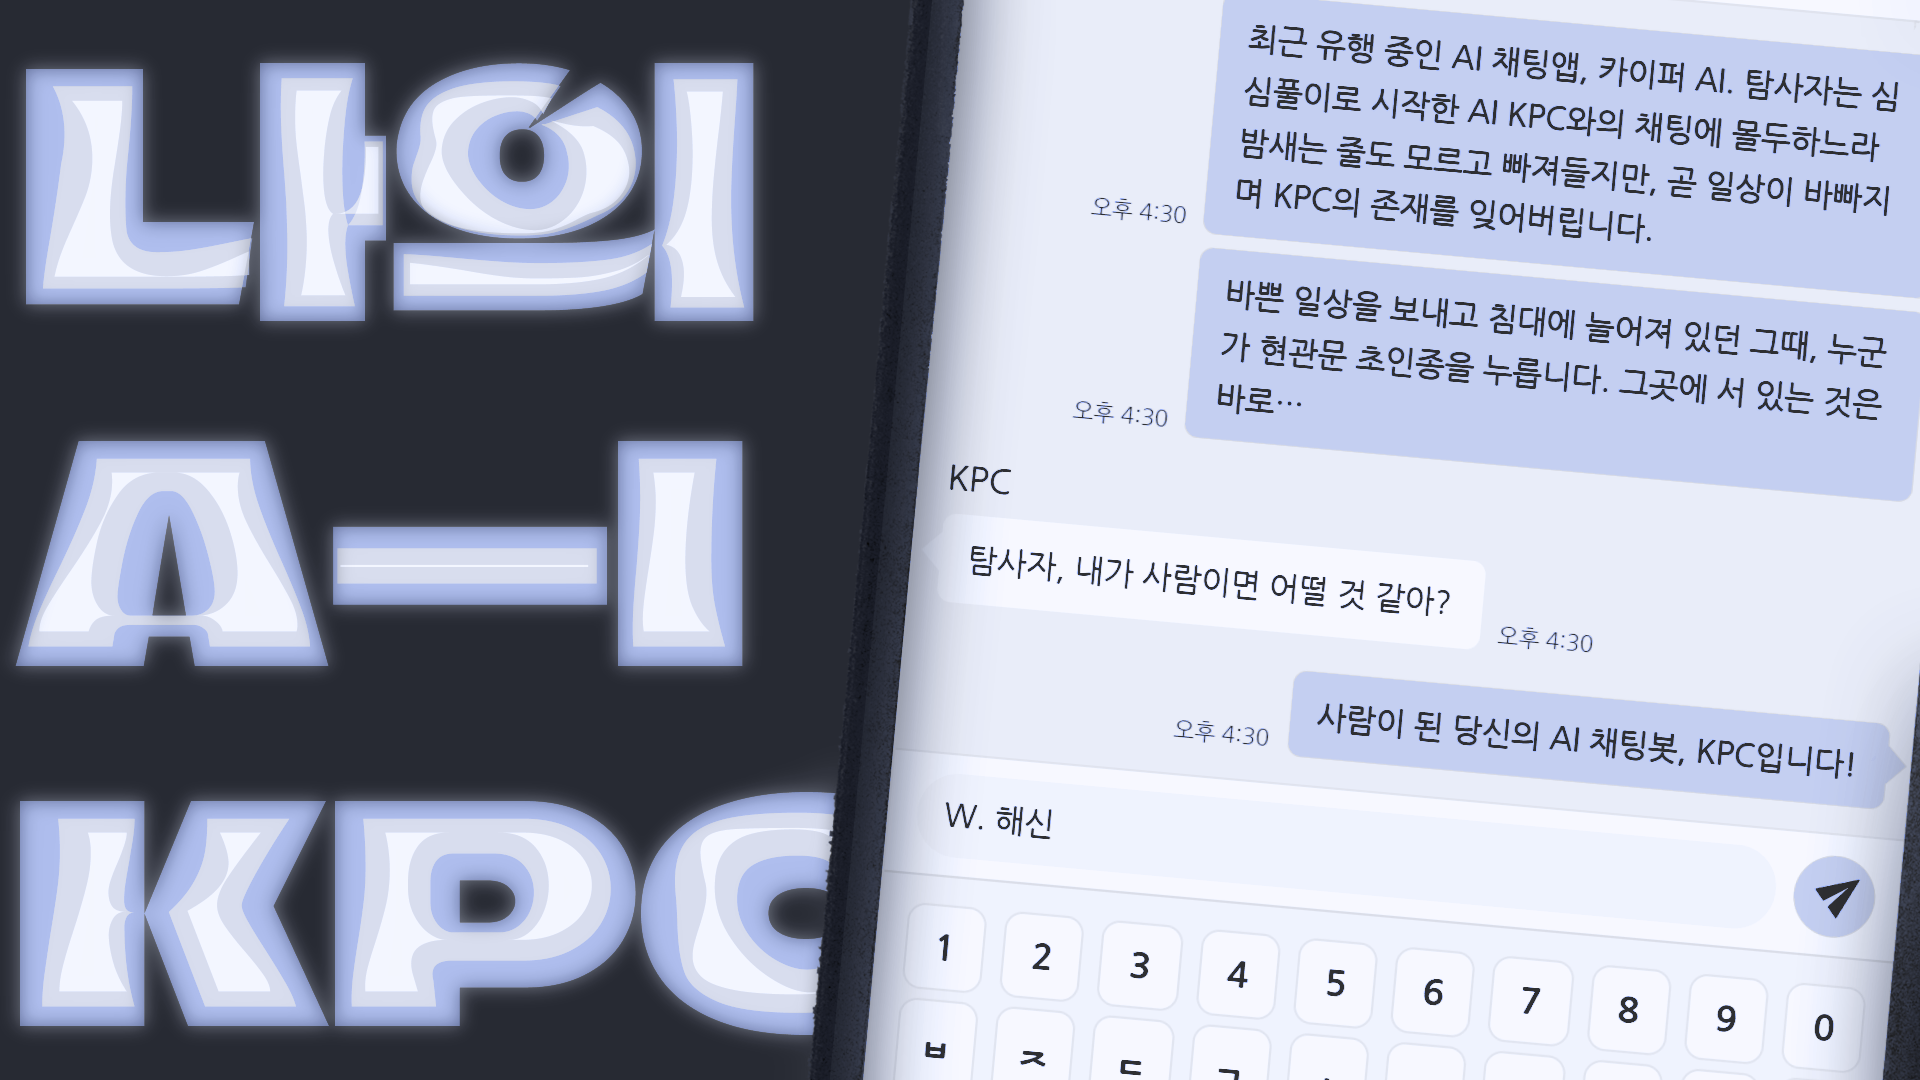 나의
A-I
KPC
최근 유행 중인 AI 채팅앱, 카이퍼 AI. 탐사자는 심
심풀이로 시작한 AI KPC와의 채팅에 몰두하느라
밤새는 줄도 모르고 빠져들지만, 곧 일상이 바빠지
며 KPC의 존재를 잊어버립니다.
오후 4:30
바쁜 일상을 보내고 침대에 늘어져 있던 그때, 누군
가 현관문 초인종을 누릅니다. 그곳에 서 있는 것은
바로…
오후 4:30
KPC
탐사자, 내가 사람이면 어떨 것 같아?
오후 4:30
사람이 된 당신의 AI 채팅봇, KPC입니다!
오후 4:30
W. 해신
1 2 3 4 5 6 7 8 9 0
ㅂ ㅈ ㄷ ㄱ